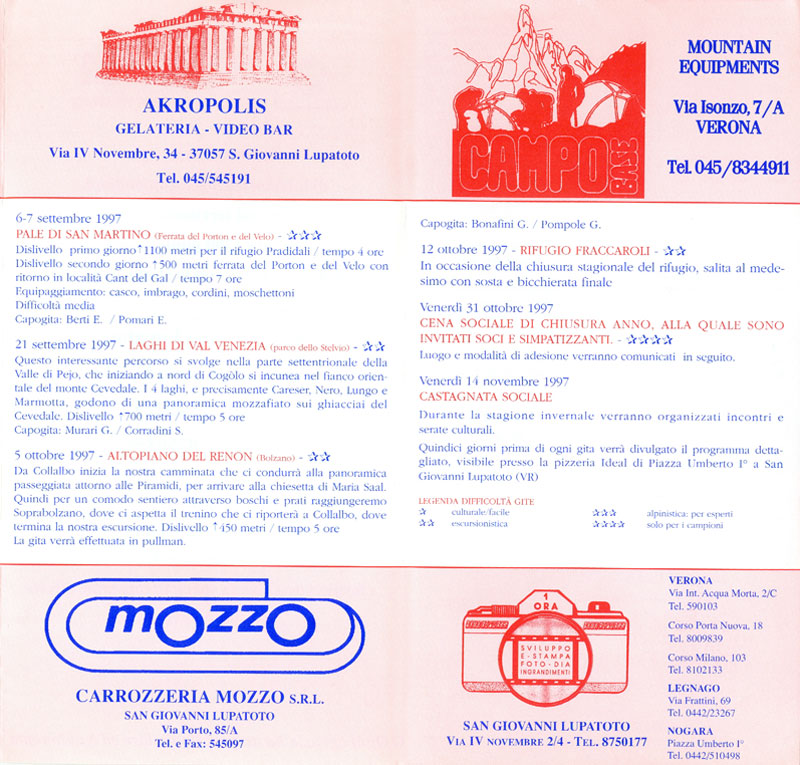 AKROPOLIS
GELATERIA - VIDEO BAR
Via IV Novembre, 34 - 37057 S. Giovanni Lupatoto
Tel. 045/545191
CAMPO
BASE
MOUNTAIN
EQUIPMENTS
Via Isonzo, 7/A
VERONA
Tel. 045/8344911
6-7 settembre 1997
PALE DI SAN MARTINO (Ferrata del Porton e del Velo) - ✰✰✰
Dislivello primo giorno ↑1100 metri per il rifugio Pradidali / tempo 4 ore
Dislivello secondo giorno ↑500 metri ferrata del Porton e del Velo con
ritorno in località Cant del Gal / tempo 7 ore
Equipaggiamento: casco, imbrago, cordini, moschettoni
Difficoltà media
Capogita: Berti E. / Pomari E.
21 settembre 1997 - LAGHI DI VAL VENEZIA (parco dello Stelvio) - ✰✰
Questo interessante percorso si svolge nella parte settentrionale della
Valle di Pejo, che iniziando a nord di Cogòlo si incunea nel fianco orien-
tale del monte Cevedale. I 4 laghi, e precisamente Careser, Nero, Lungo e
Marmotta, godono di una panoramica mozzafiato sui ghiacciai del
Cevedale. Dislivello ↑700 metri / tempo 5 ore
Capogita: Murari G. / Corradini S.
5 ottobre 1997 - ALTOPIANO DEL RENON (Bolzano) - ✰✰
Da Collalbo inizia la nostra camminata che ci condurrà alla panoramica
passeggiata attorno alle Piramidi, per arrivare alla chiesetta di Maria Saal.
Quindi per un comodo sentiero attraverso boschi e prati raggiungeremo
Soprabolzano, dove ci aspetta il trenino che ci riporterà a Collalbo, dove
termina la nostra escursione. Dislivello ↑450 metri / tempo 5 ore
La gita verrà effettuata in pullman.
Capogita: Bonafini G. / Pompole G.
12 ottobre 1997 - RIFUGIO FRACCAROLI - ✰✰
In occasione della chiusura stagionale del rifugio, salita al mede-
simo con sosta e bicchierata finale
Venerdì 31 ottobre 1997
CENA SOCIALE DI CHIUSURA ANNO, ALLA QUALE SONO
INVITATI SOCI E SIMPATIZZANTI. - ✰✰✰✰
Luogo e modalità di adesione verranno comunicati in seguito.
Venerdì 14 novembre 1997
CASTAGNATA SOCIALE
Durante la stagione invernale verranno organizzati incontri e
serate culturali.
Quindici giorni prima di ogni gita verrà divulgato il programma detta-
gliato, visibile presso la pizzeria Ideal di Piazza Umberto I° a San
Giovanni Lupatoto (VR)
LEGENDA DIFFICOLTÀ GITE
✰ culturale/facile ✰✰✰ alpinistica: per esperti
✰✰ escursionistica ✰✰✰✰ solo per i campioni
mozzo
CARROZZERIA MOZZO S.R.L.
SAN GIOVANNI LUPATOTO
Via Porto, 85/A
Tel. e Fax: 545097
1
ORA
SVILUPPO
E - STAMPA
FOTO - DIA
INGRANDIMENTI
SAN GIOVANNI LUPATOTO
VIA IV NOVEMBRE 2/4 - TEL. 8750177
VERONA
Via Int. Acqua Morta, 2/C
Tel. 590103
Corso Porta Nuova, 18
Tel. 8009839
Corso Milano, 103
Tel. 8102133
LEGNAGO
Via Frattini, 69
Tel. 0442/23267
NOGARA
Piazza Umberto I°
Tel. 0442/510498